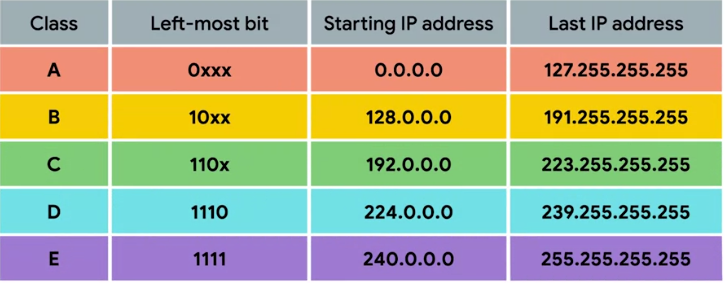 Class Left-most bit Starting IP address Last IP address
A 0xxx 0.0.0.0 127.255.255.255
B 10xx 128.0.0.0 191.255.255.255
C 110x 192.0.0.0 223.255.255.255
D 1110 224.0.0.0 239.255.255.255
E 1111 240.0.0.0 255.255.255.255